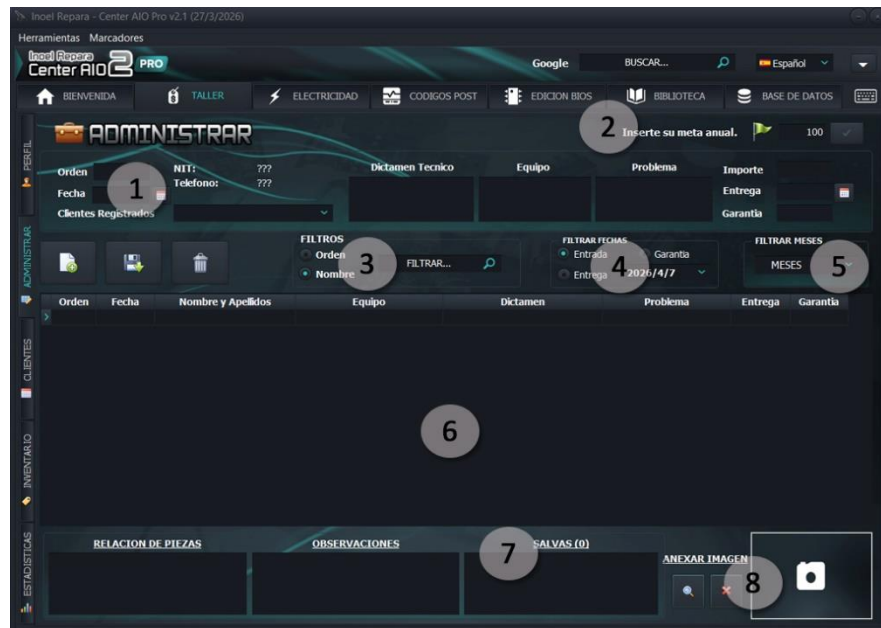 Inoel Repara - Center AIO Pro v2.1 (27/3/2026)
Herramientas Marcadores
Inoel Repara
Center AIO 2 PRO
Google BUSCAR... Español
BIENVENIDA TALLER ELECTRICIDAD CODIGOS POST EDICION BIOS BIBLIOTECA BASE DE DATOS
PERFIL
ADMINISTRAR
CLIENTES
INVENTARIO
ESTADISTICAS
ADMINISTRAR
2 Inserte su meta anual. 100
Orden NIT: ??? Dictamen Tecnico Equipo Problema Importe
Fecha 1 Telefono: ??? Entrega
Clientes Registrados Garantia
FILTROS FILTRAR FECHAS FILTRAR MESES
Orden Entrada Garantia
Nombre 3 FILTRAR... Entrega 4 2026/4/7 MESES 5
Orden Fecha Nombre y Apellidos Equipo Dictamen Problema Entrega Garantia
6
RELACION DE PIEZAS OBSERVACIONES 7 SALVAS (0)
ANEXAR IMAGEN
8